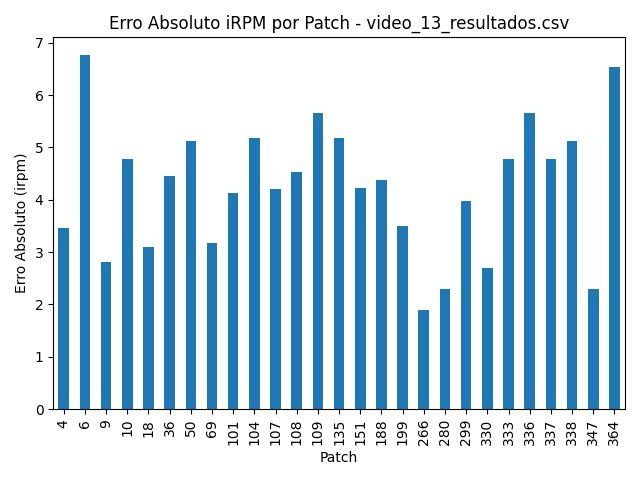 Erro Absoluto iRPM por Patch - video_13_resultados.csv
Erro Absoluto (irpm)
7
6
5
4
3
2
1
0
4 6 9 10 18 36 50 69 101 104 107 108 109 135 151 188 199 266 280 299 330 333 336 337 338 347 364
Patch